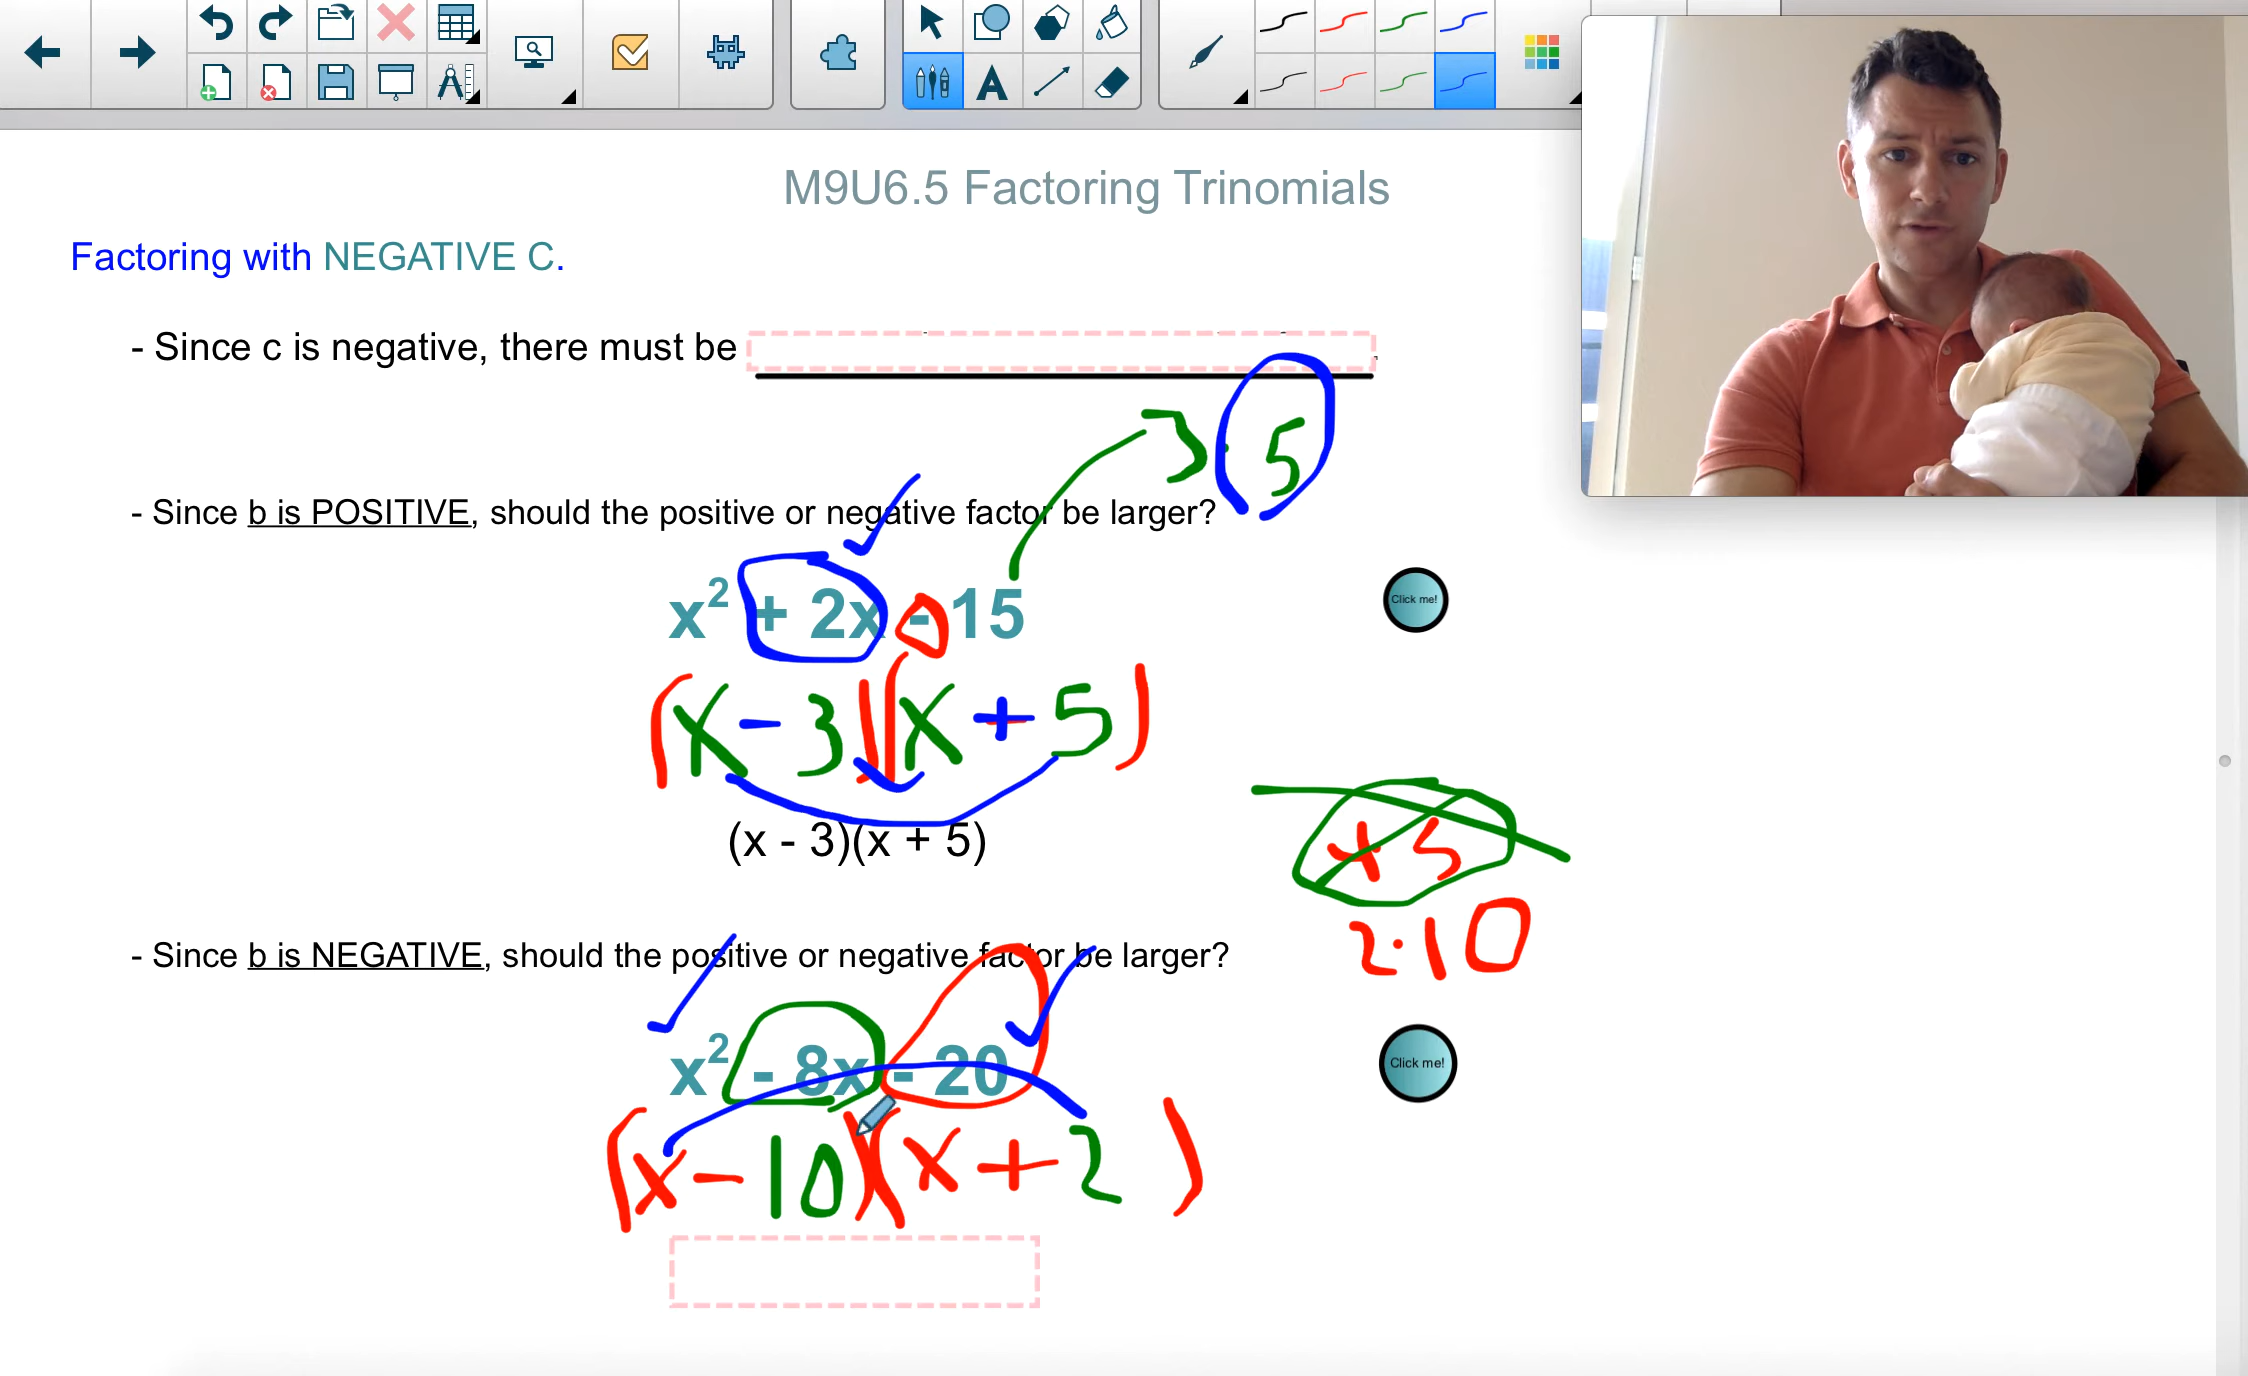 M9U6.5 Factoring Trinomials
Factoring with NEGATIVE C.
- Since c is negative, there must be
3 · 5
- Since b is POSITIVE, should the positive or negative factor be larger?
x² + 2x - 15
Click me!
(x - 3)(x + 5)
(x - 3)(x + 5)
4 5
2·10
- Since b is NEGATIVE, should the positive or negative factor be larger?
x² - 8x - 20
Click me!
(x - 10)(x + 2)